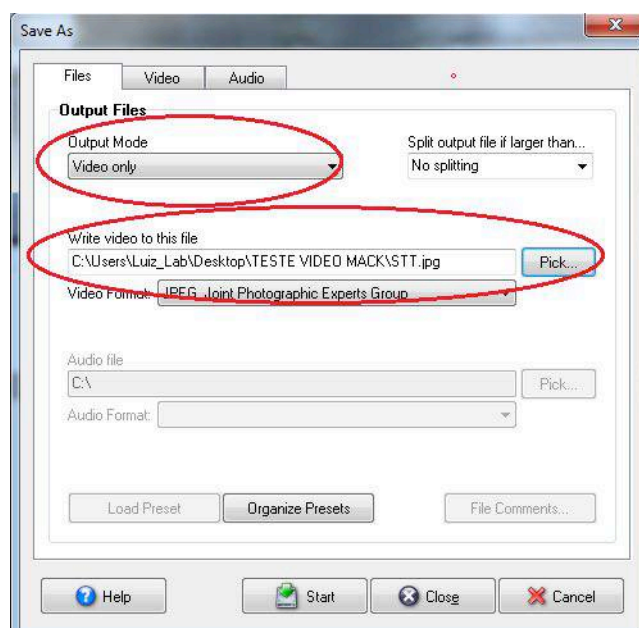 Save As
Files Video Audio
Output Files
Output Mode Split output file if larger than...
Video only No splitting
Write video to this file
C:\Users\Luiz_Lab\Desktop\TESTE VIDEO MACK\STT.jpg Pick...
Video Format: JPEG, Joint Photographic Experts Group
Audio file
C:\ Pick...
Audio Format:
Load Preset Organize Presets File Comments...
Help Start Close Cancel